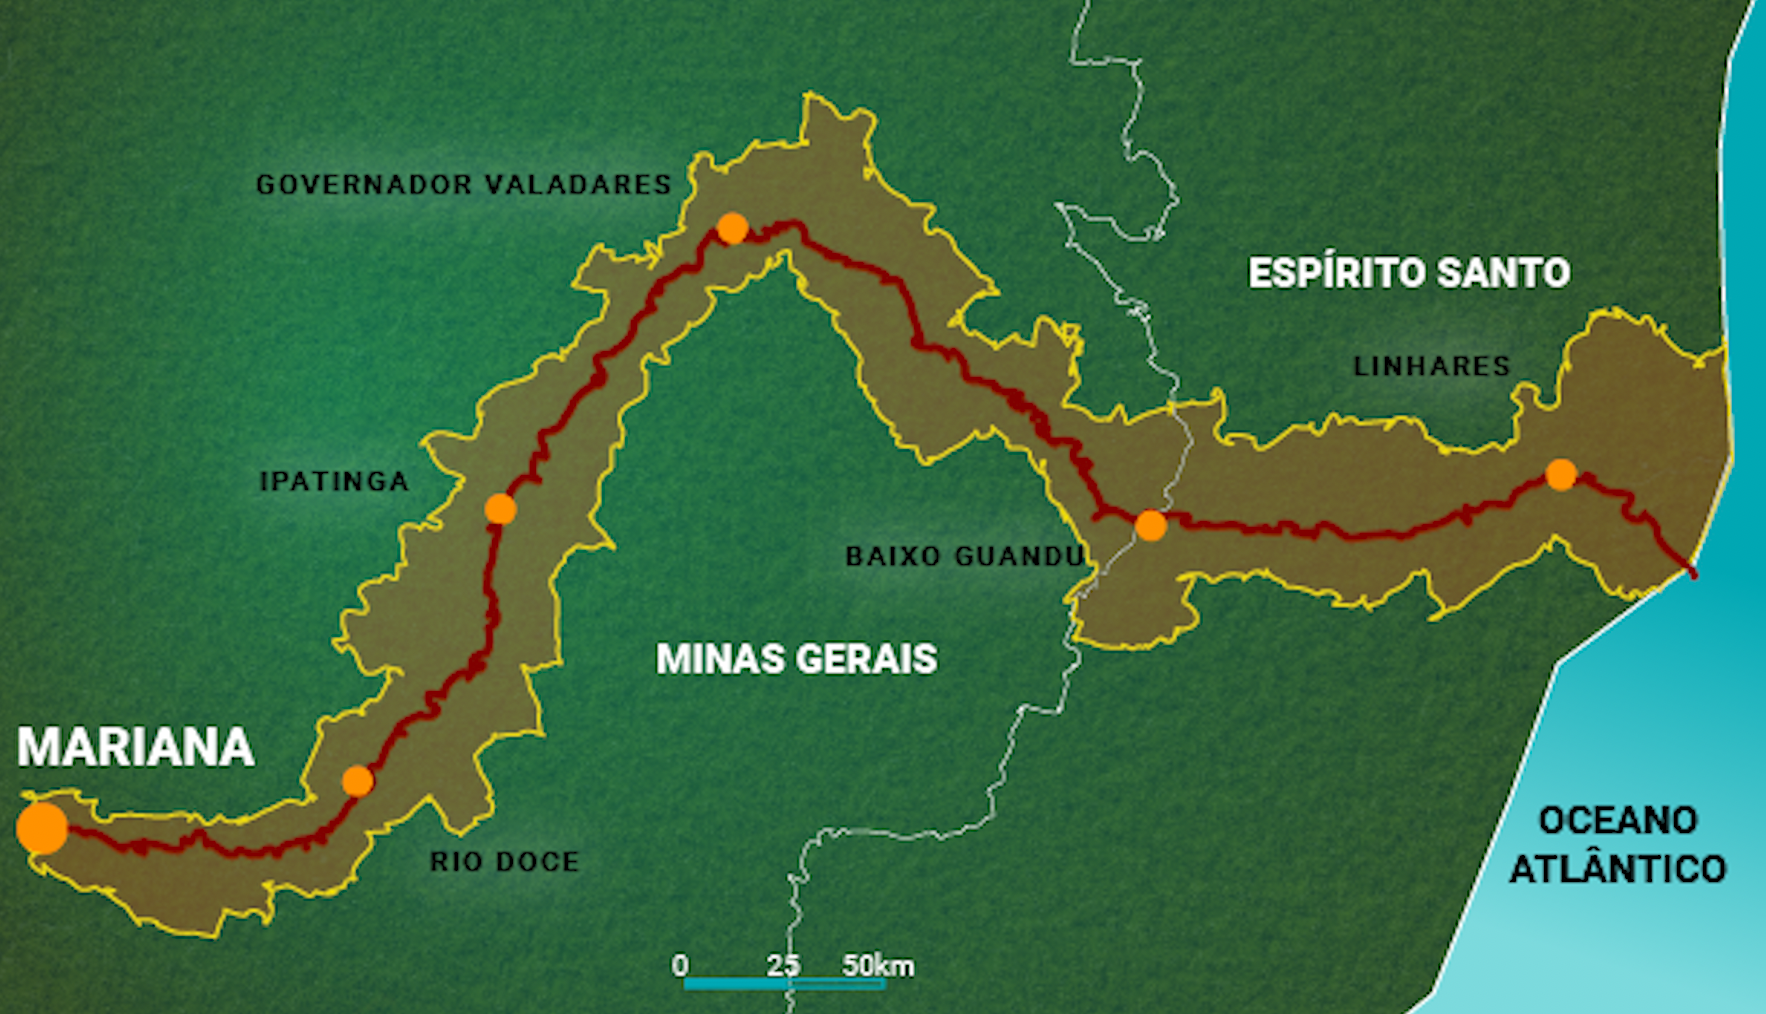 GOVERNADOR VALADARES
ESPÍRITO SANTO
LINHARES
IPATINGA
BAIXO GUANDU
MINAS GERAIS
MARIANA
RIO DOCE
OCEANO
ATLÂNTICO
0 25 50km